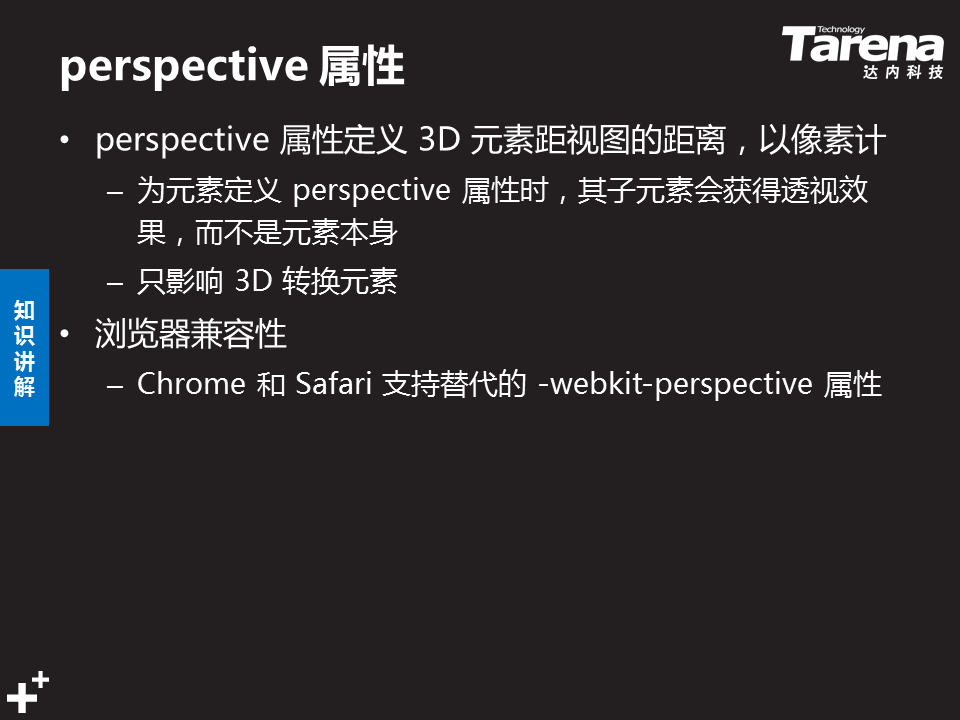 perspective 属性
Technology
Tarena
达内科技
• perspective 属性定义 3D 元素距视图的距离，以像素计
– 为元素定义 perspective 属性时，其子元素会获得透视效
果，而不是元素本身
– 只影响 3D 转换元素
• 浏览器兼容性
– Chrome 和 Safari 支持替代的 -webkit-perspective 属性
知
识
讲
解